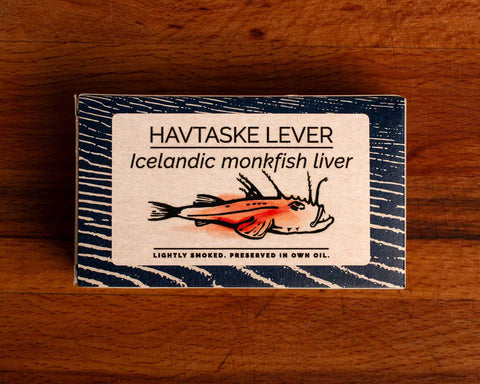 HAVTASKE LEVER
Icelandic monkfish liver
LIGHTLY SMOKED. PRESERVED IN OWN OIL.